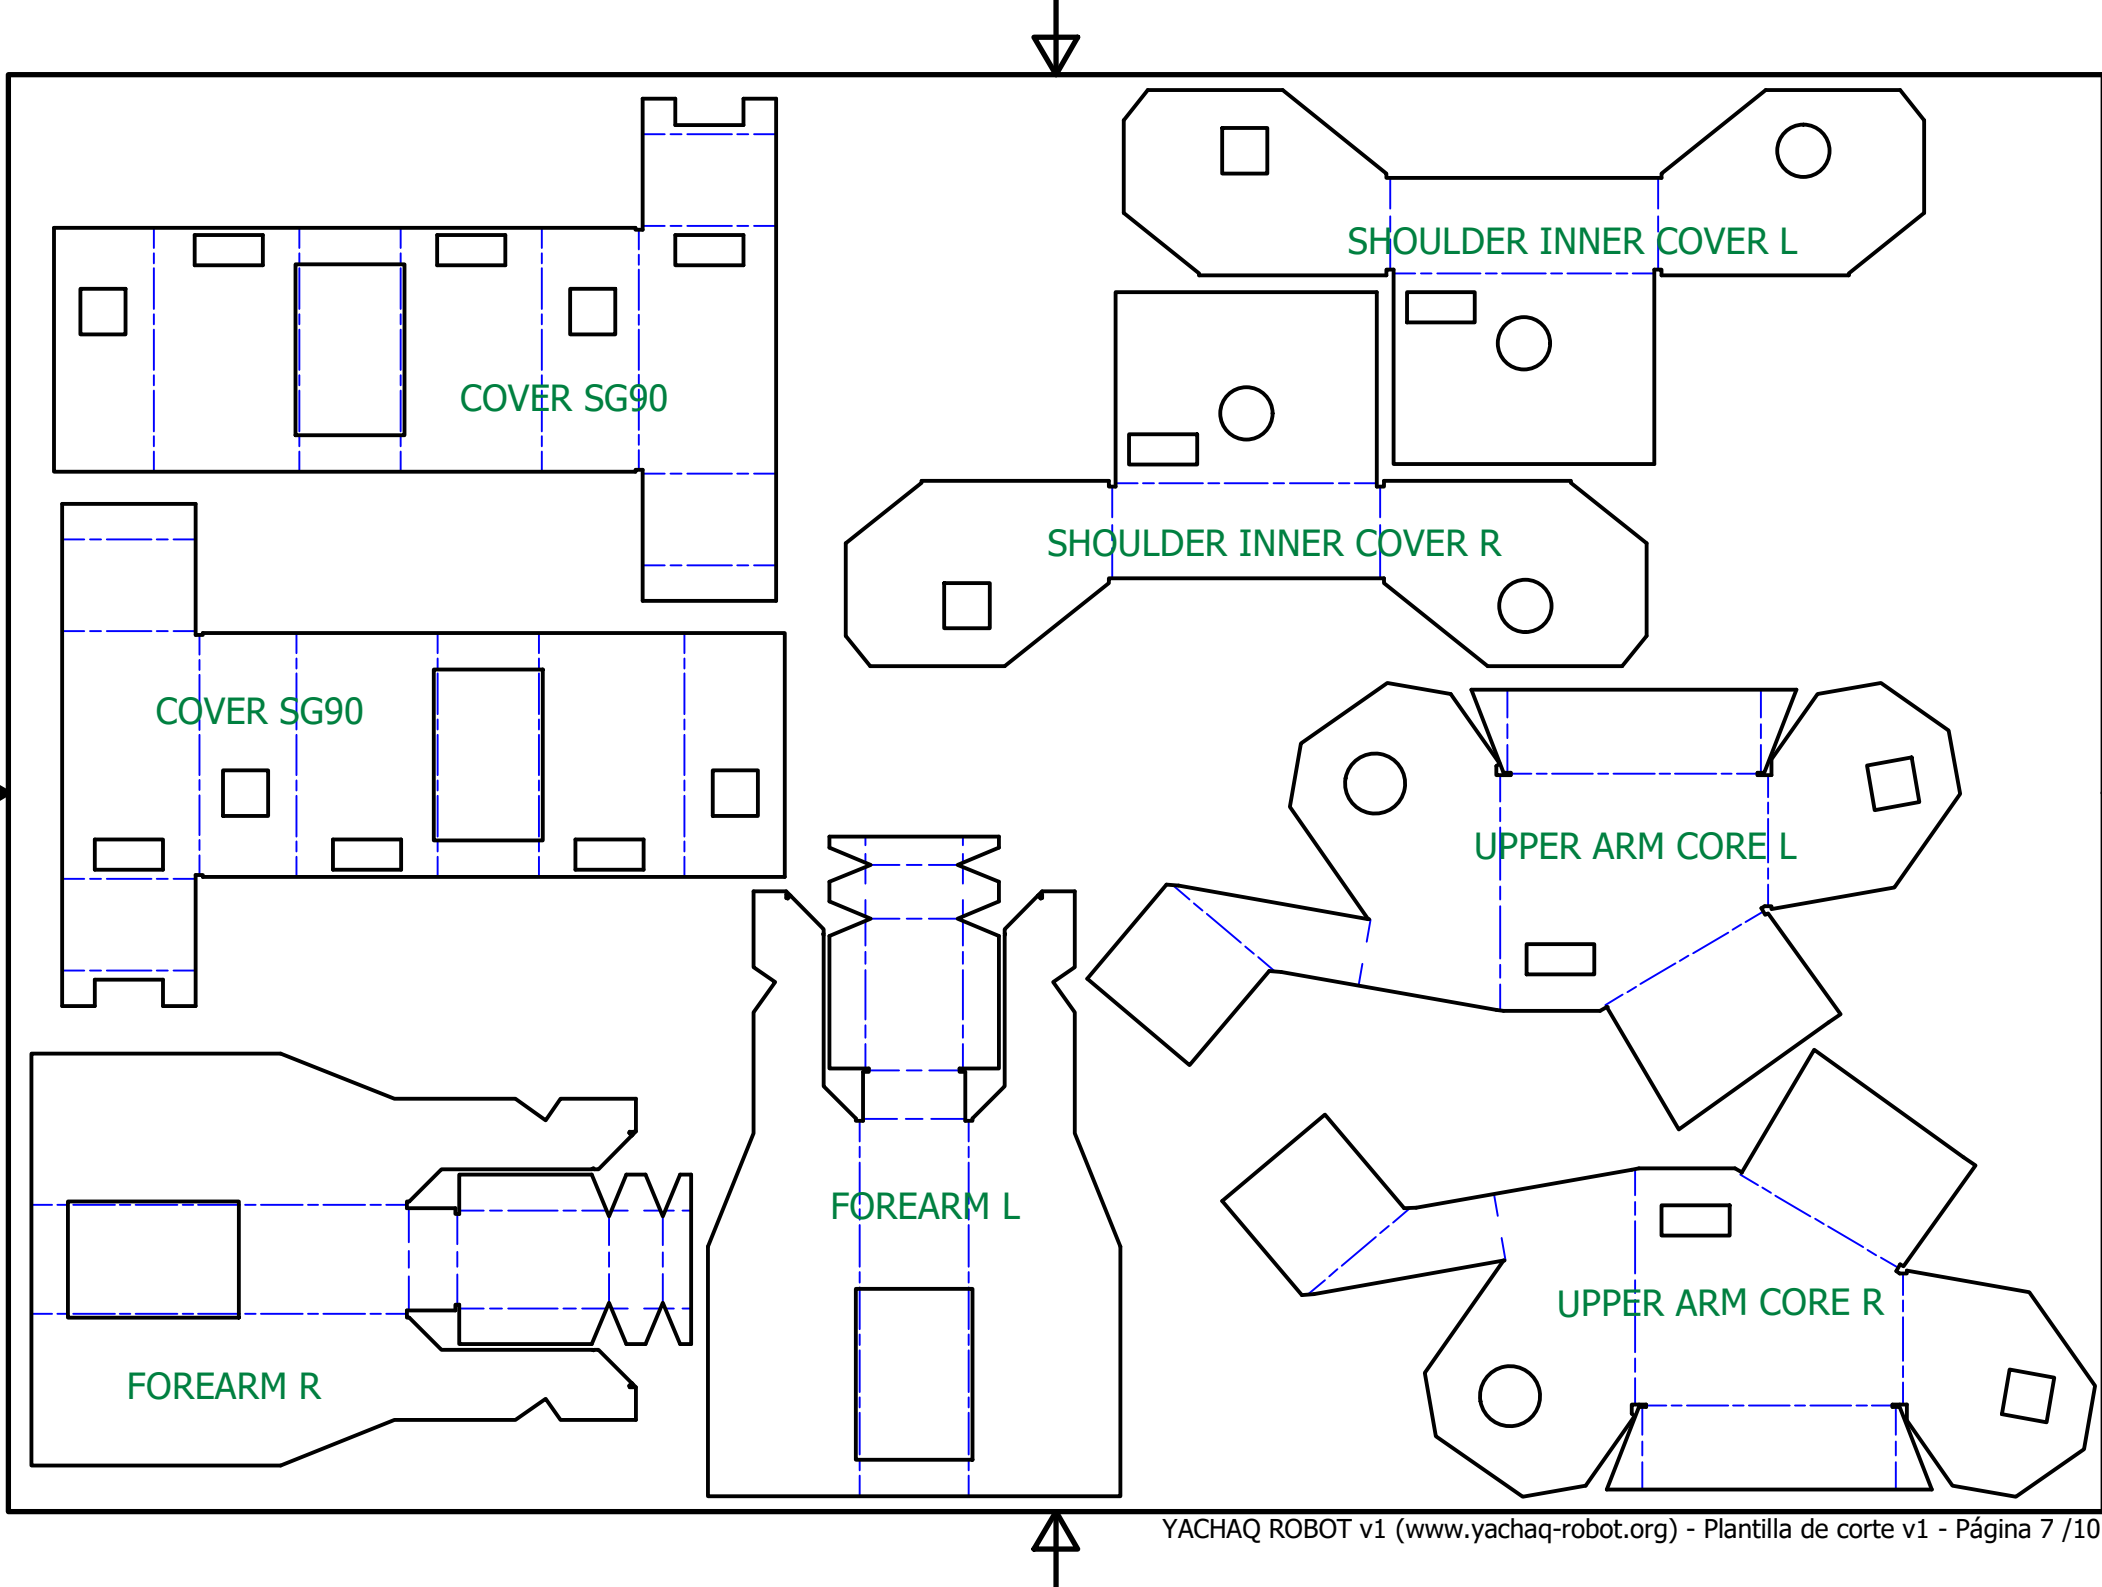 SHOULDER INNER COVER L
COVER SG90
SHOULDER INNER COVER R
COVER SG90
UPPER ARM CORE L
FOREARM L
UPPER ARM CORE R
FOREARM R
YACHAQ ROBOT v1 (www.yachaq-robot.org) - Plantilla de corte v1 - Página 7 /10